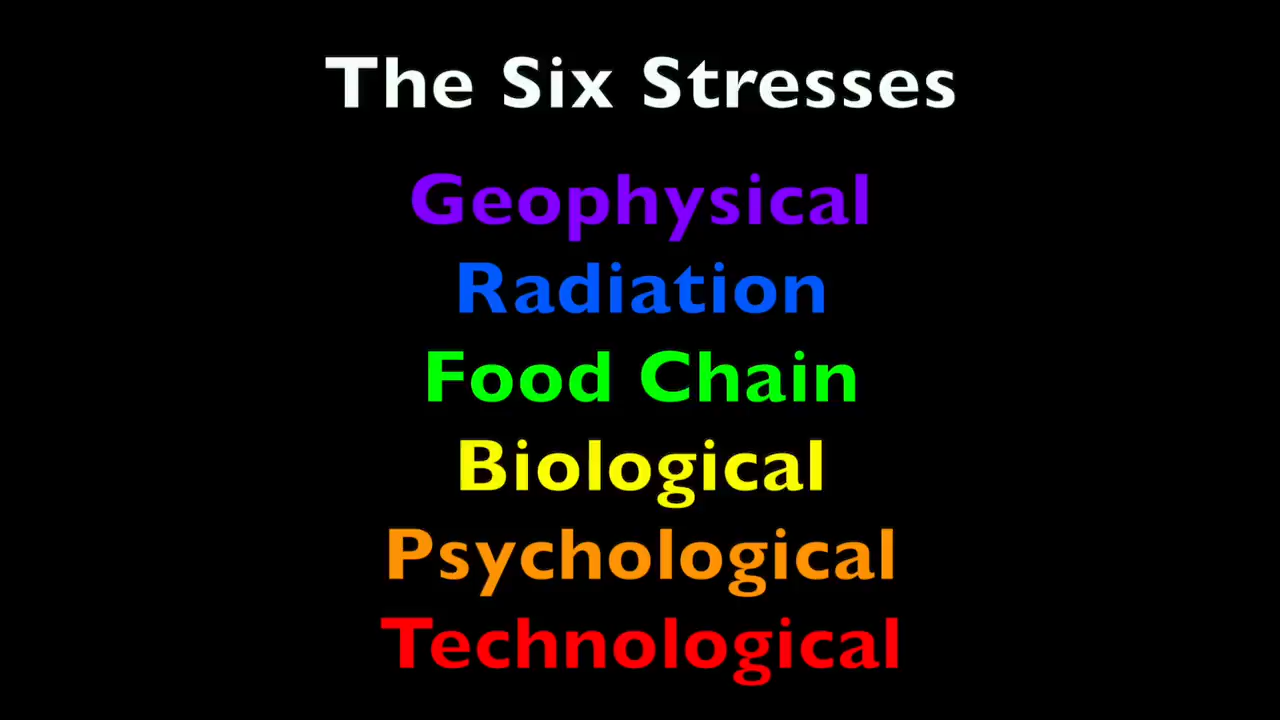 The Six Stresses
Geophysical
Radiation
Food Chain
Biological
Psychological
Technological